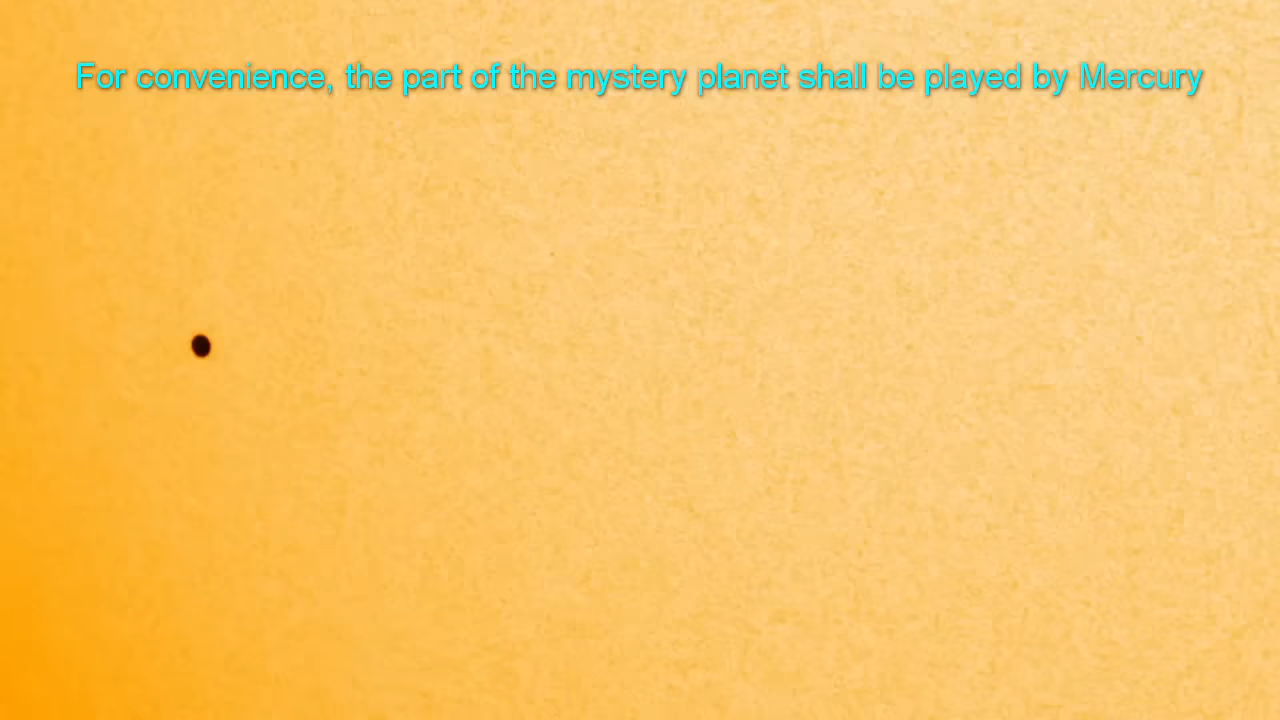 For convenience, the part of the mystery planet shall be played by Mercury